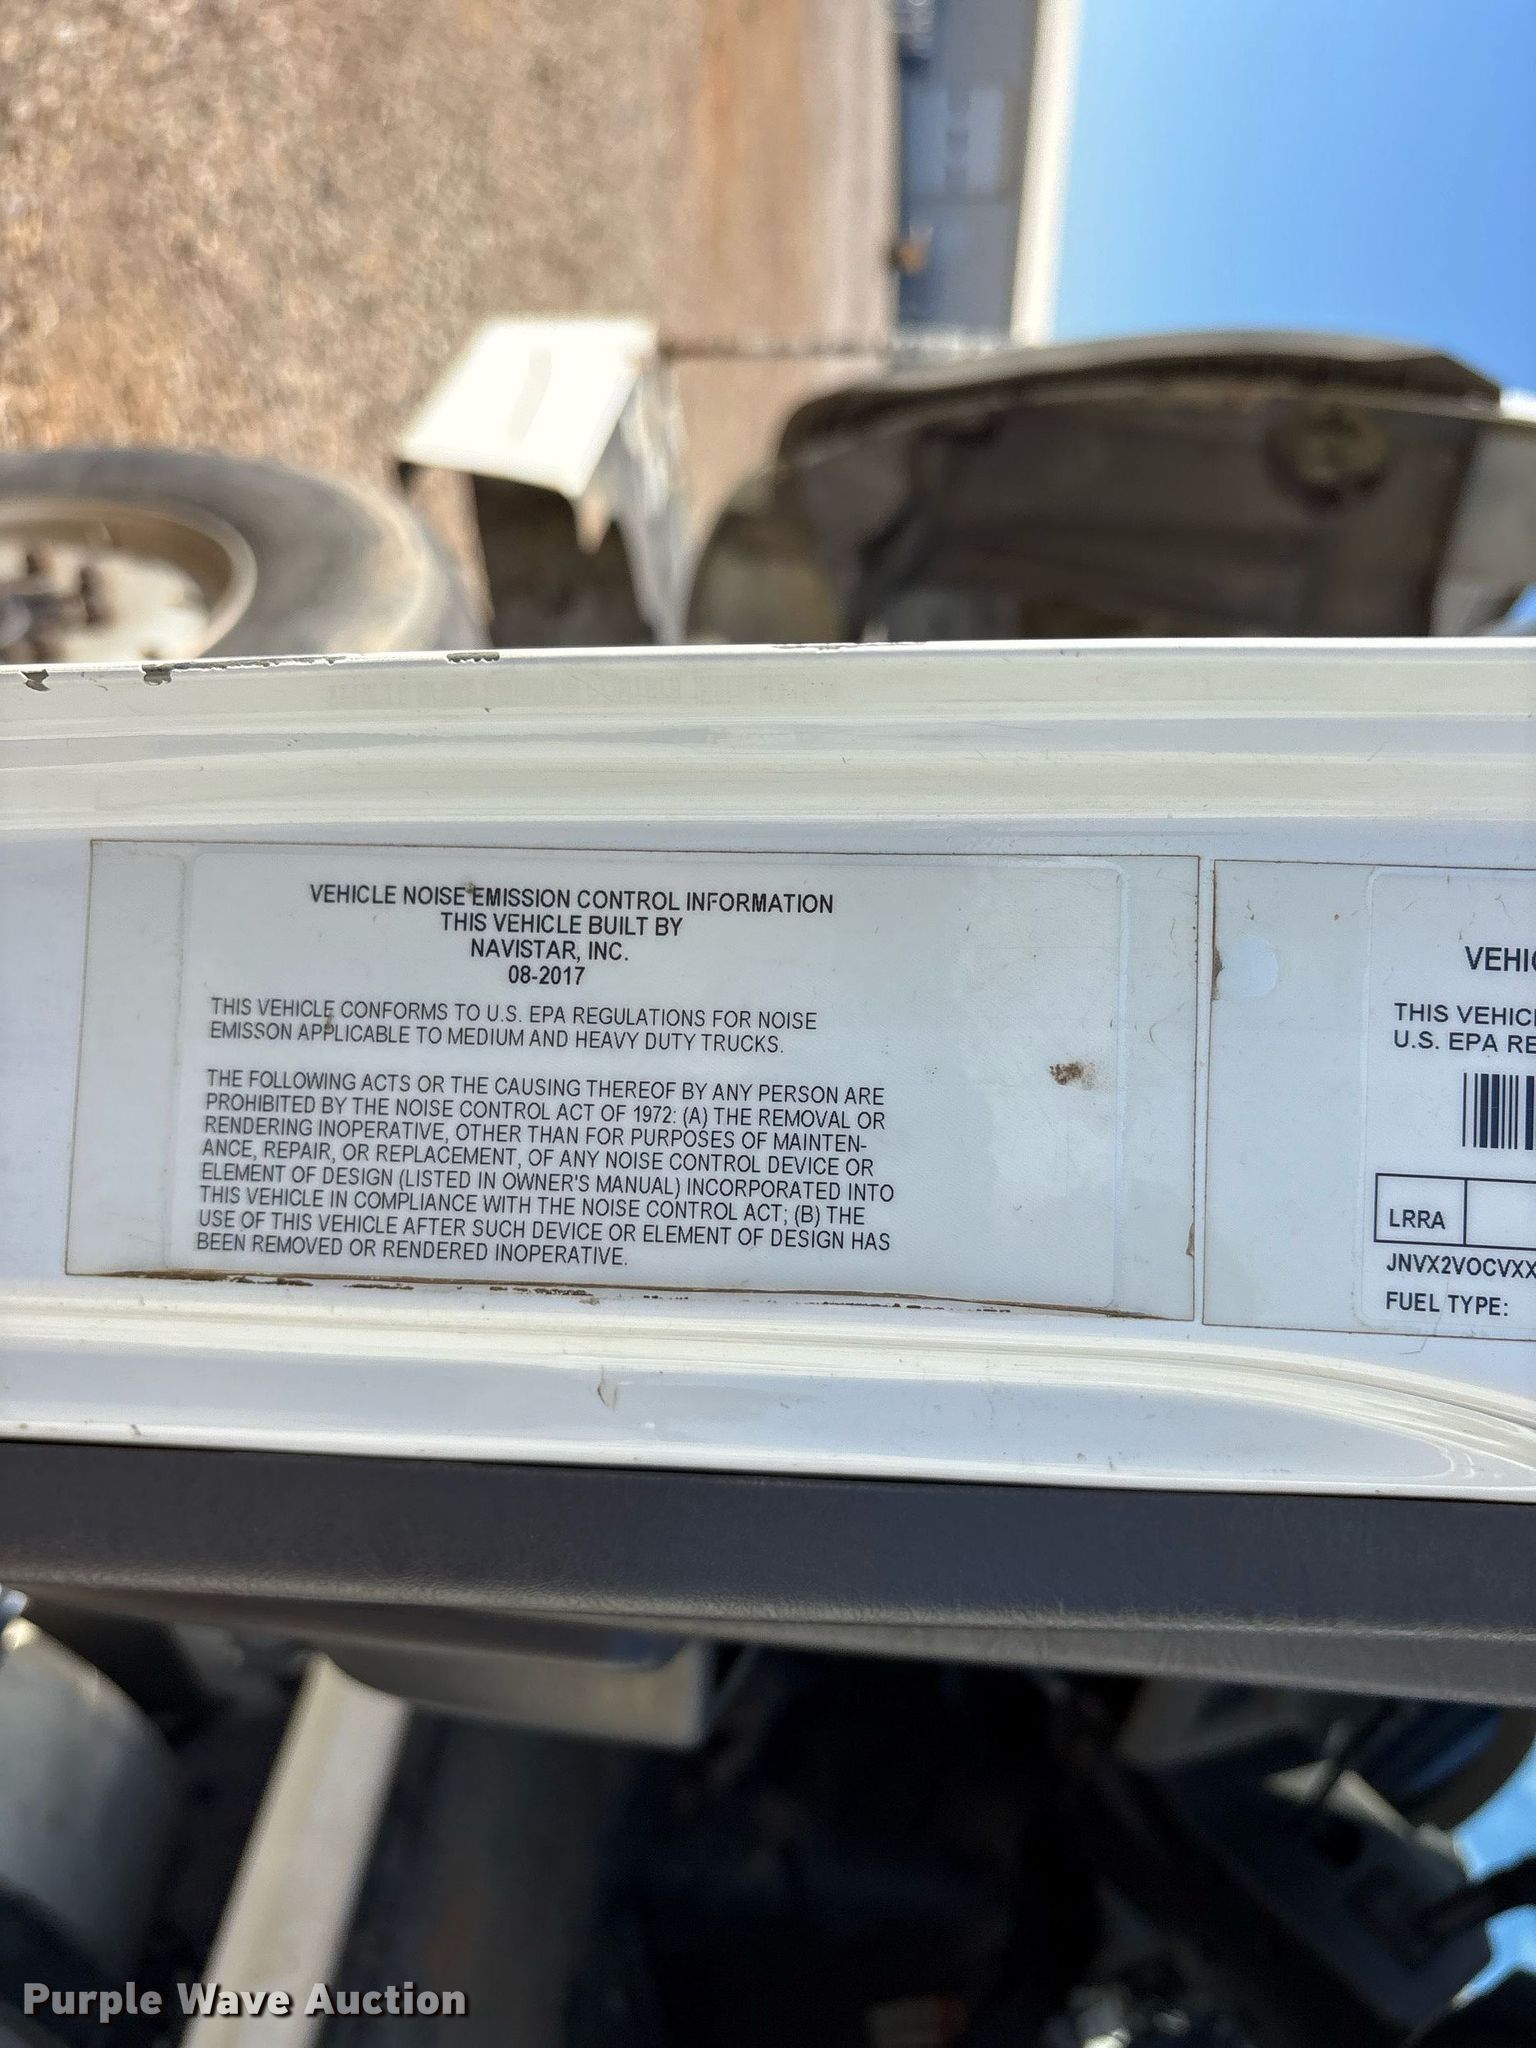 VEHICLE NOISE EMISSION CONTROL INFORMATION
THIS VEHICLE BUILT BY
NAVISTAR, INC.
08-2017
THIS VEHICLE CONFORMS TO U.S. EPA REGULATIONS FOR NOISE
EMISSON APPLICABLE TO MEDIUM AND HEAVY DUTY TRUCKS.
THE FOLLOWING ACTS OR THE CAUSING THEREOF BY ANY PERSON ARE
PROHIBITED BY THE NOISE CONTROL ACT OF 1972: (A) THE REMOVAL OR
RENDERING INOPERATIVE, OTHER THAN FOR PURPOSES OF MAINTEN-
ANCE, REPAIR, OR REPLACEMENT, OF ANY NOISE CONTROL DEVICE OR
ELEMENT OF DESIGN (LISTED IN OWNER'S MANUAL) INCORPORATED INTO
THIS VEHICLE IN COMPLIANCE WITH THE NOISE CONTROL ACT; (B) THE
USE OF THIS VEHICLE AFTER SUCH DEVICE OR ELEMENT OF DESIGN HAS
BEEN REMOVED OR RENDERED INOPERATIVE.
VEHIC
THIS VEHICL
U.S. EPA RE
LRRA
JNVX2VOCVXX
FUEL TYPE:
Purple Wave Auction